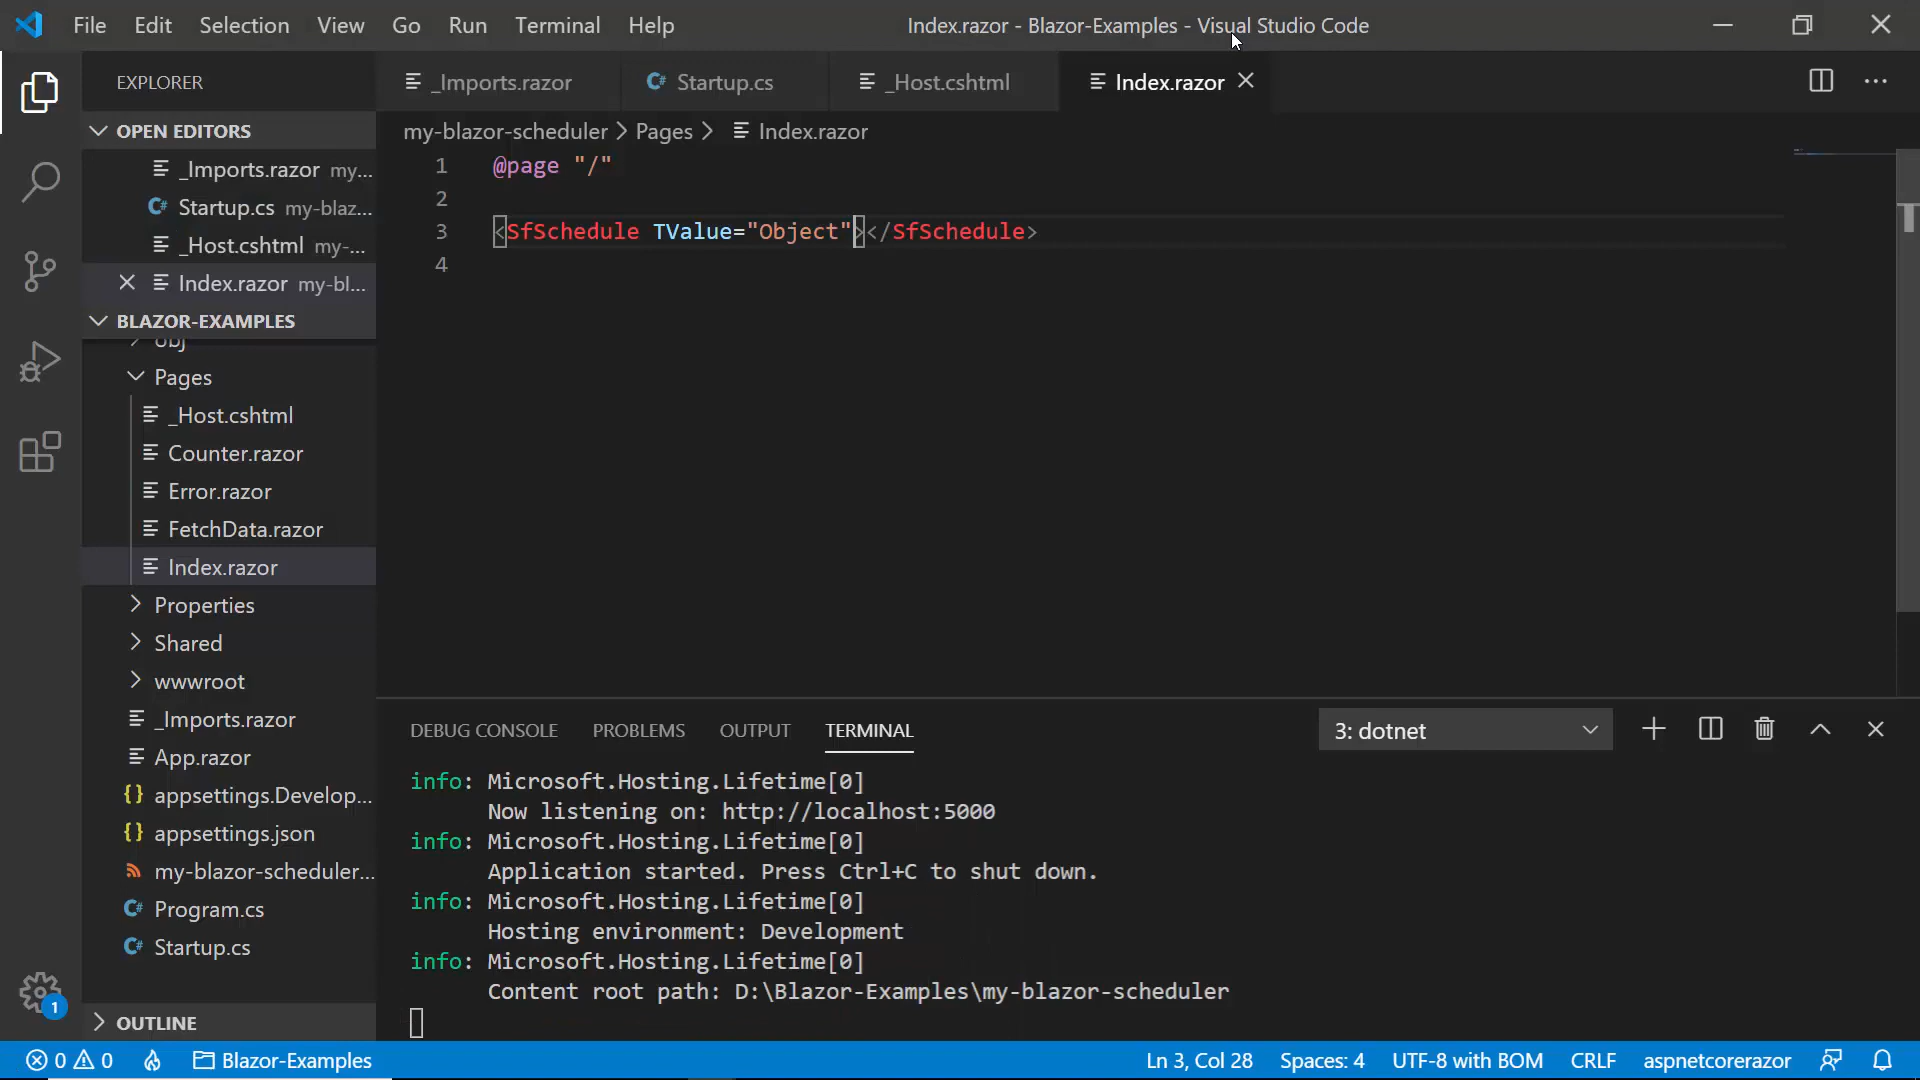 File Edit Selection View Go Run Terminal Help
Index.razor - Blazor-Examples - Visual Studio Code
EXPLORER
OPEN EDITORS
_Imports.razor my...
Startup.cs my-blaz...
_Host.cshtml my-...
Index.razor my-bl...
BLAZOR-EXAMPLES
obj
Pages
_Host.cshtml
Counter.razor
Error.razor
FetchData.razor
Index.razor
Properties
Shared
wwwroot
_Imports.razor
App.razor
{} appsettings.Develop...
{} appsettings.json
my-blazor-scheduler...
C# Program.cs
C# Startup.cs
OUTLINE
1
_Imports.razor
C# Startup.cs
_Host.cshtml
Index.razor
my-blazor-scheduler > Pages > Index.razor
1 @page "/"
2
3 <SfSchedule TValue="Object"></SfSchedule>
4
DEBUG CONSOLE PROBLEMS OUTPUT TERMINAL
3: dotnet
info: Microsoft.Hosting.Lifetime[0]
Now listening on: http://localhost:5000
info: Microsoft.Hosting.Lifetime[0]
Application started. Press Ctrl+C to shut down.
info: Microsoft.Hosting.Lifetime[0]
Hosting environment: Development
info: Microsoft.Hosting.Lifetime[0]
Content root path: D:\Blazor-Examples\my-blazor-scheduler
0 0 Blazor-Examples
Ln 3, Col 28 Spaces: 4 UTF-8 with BOM CRLF aspnetcorerazor